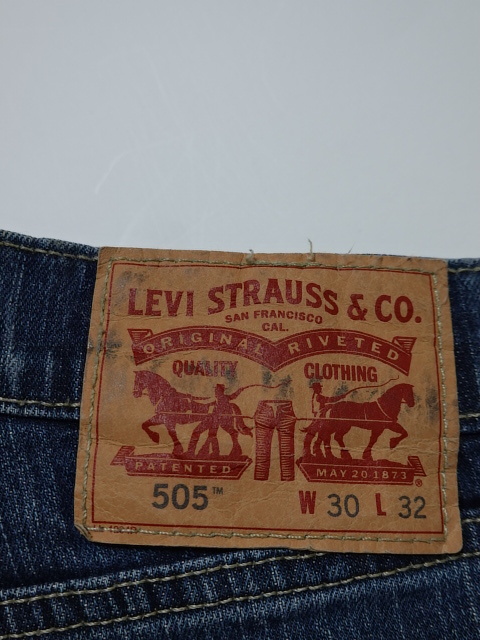 LEVI STRAUSS & CO.
SAN FRANCISCO
CAL.
ORIGINAL RIVETED
QUALITY CLOTHING
PATENTED MAY 20 1873 ®
505™ W 30 L 32